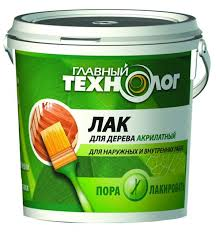 ГЛАВНЫЙ
ТЕХНОЛОГ
ЛАК
ДЛЯ ДЕРЕВА АКРИЛАТНЫЙ
ДЛЯ НАРУЖНЫХ И ВНУТРЕННИХ РАБОТ
ПОРА ЛАКИРОВАТЬ